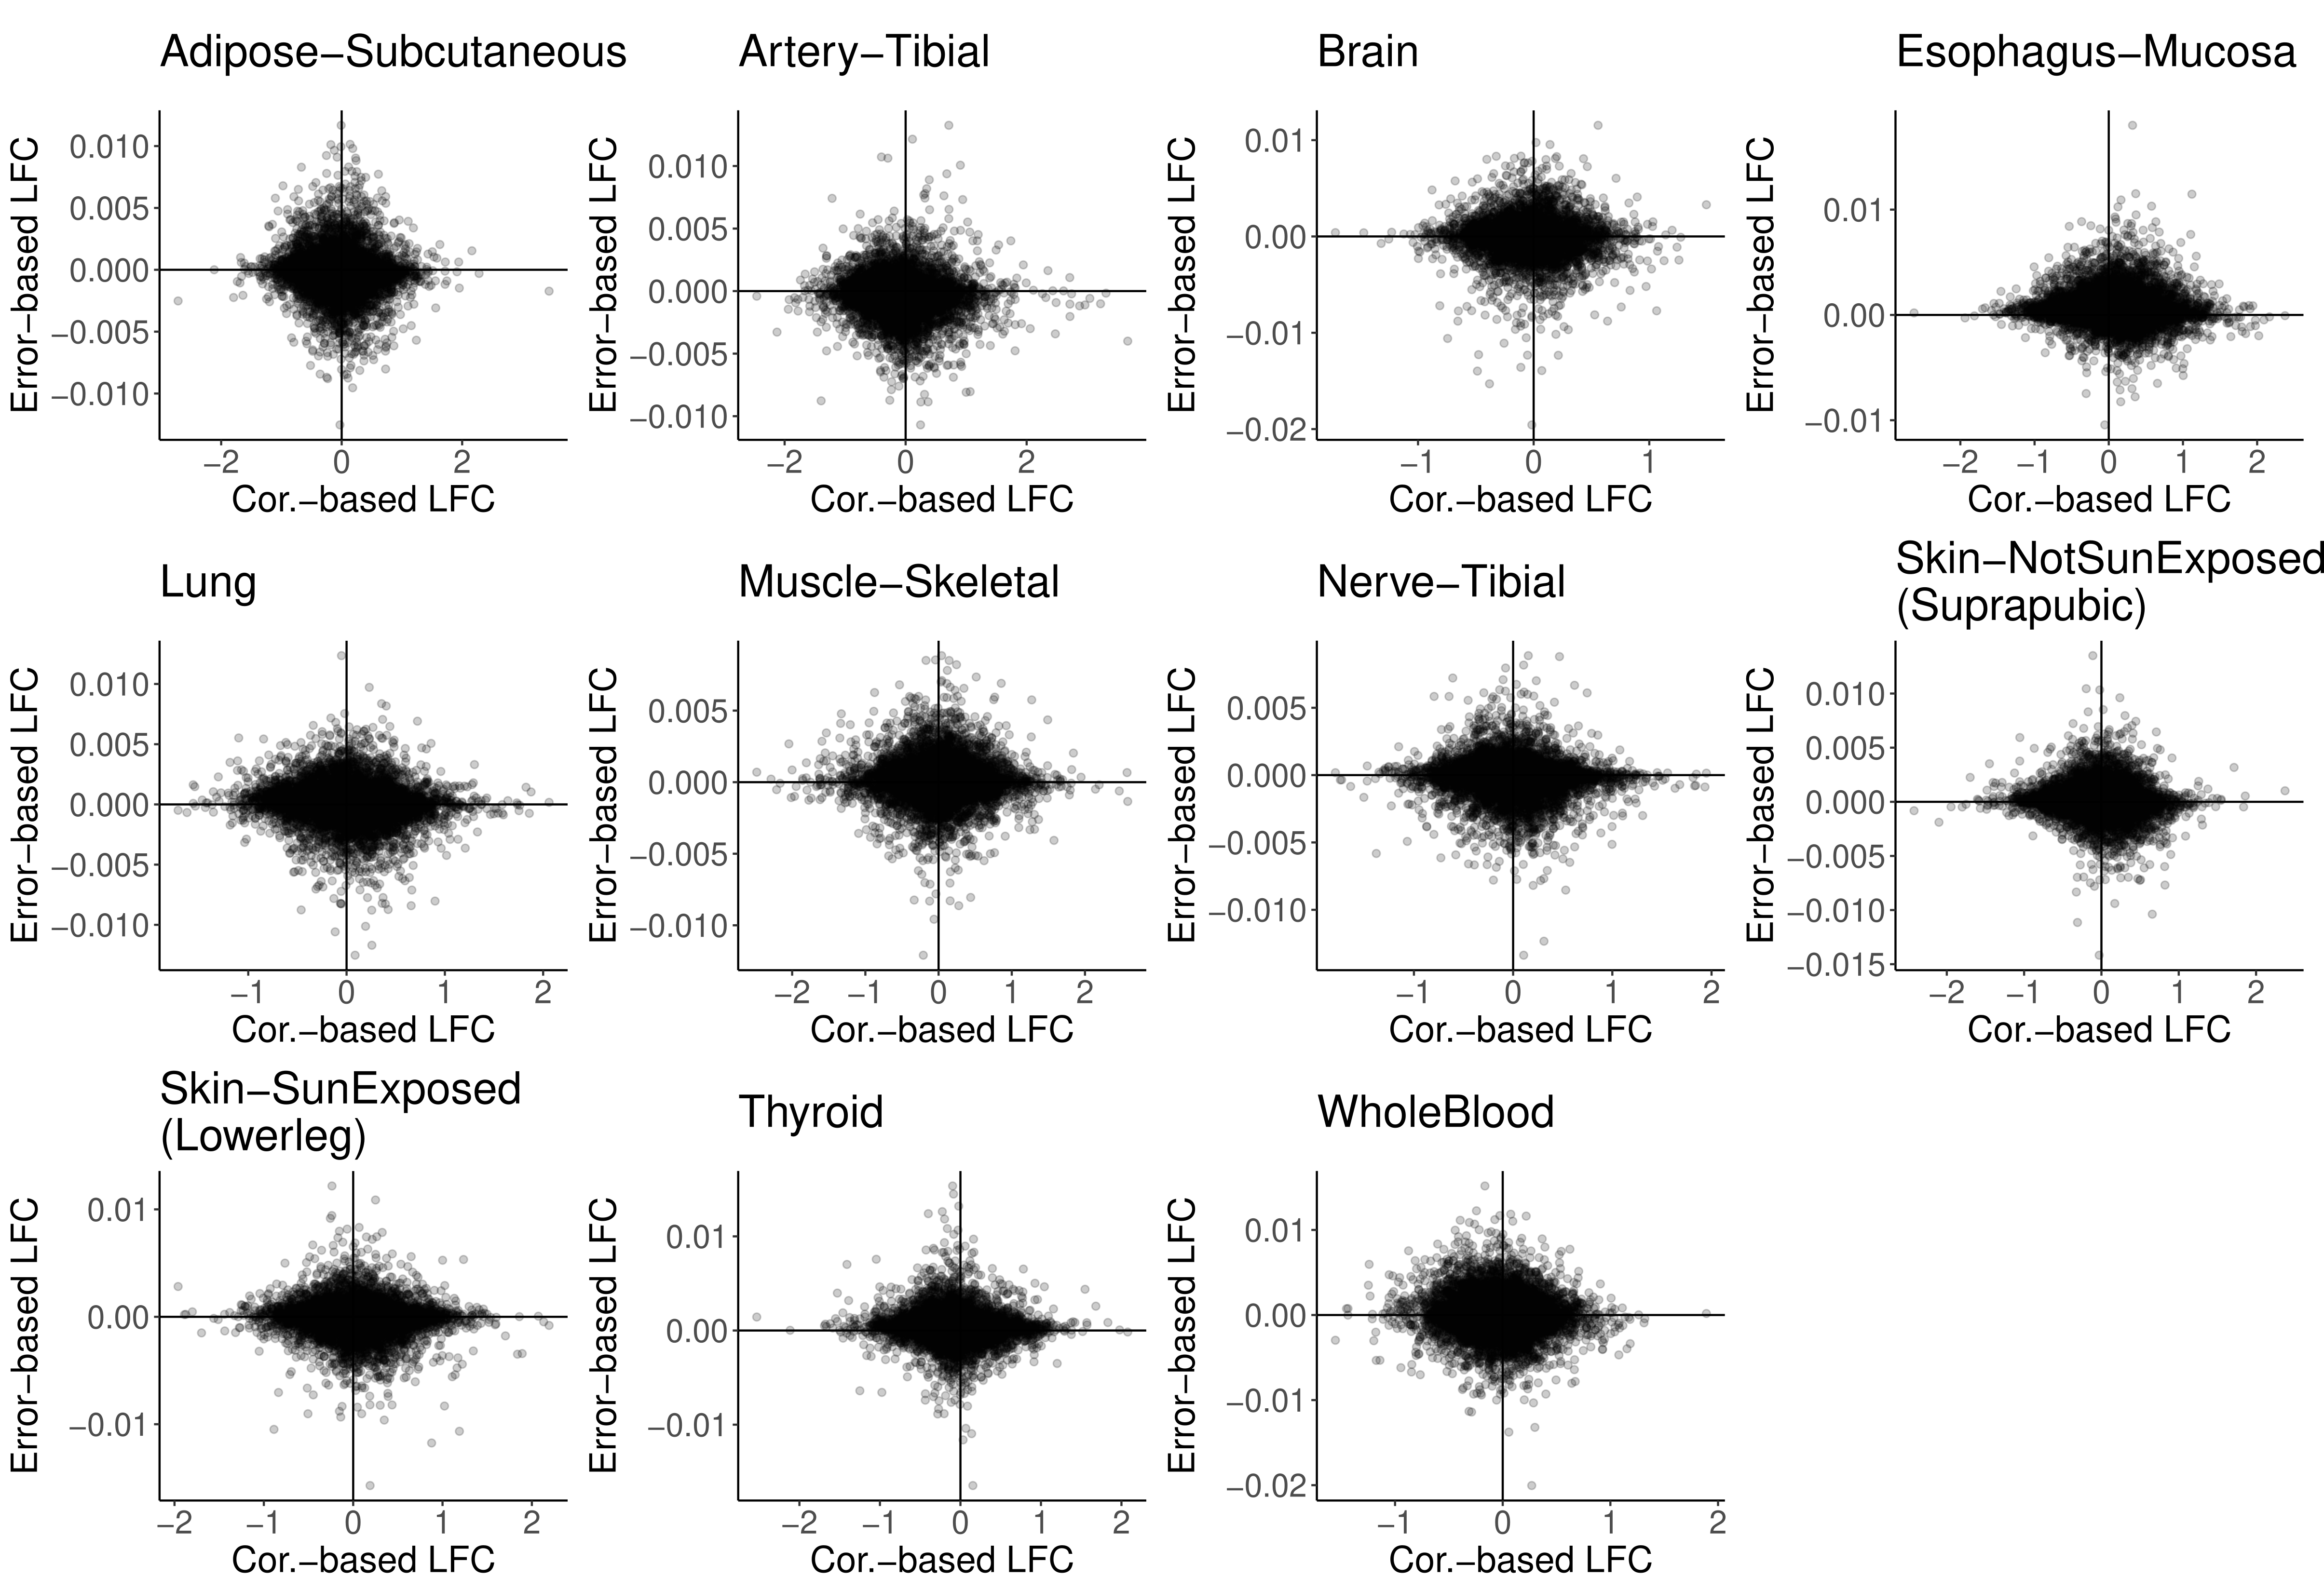 Adipose−Subcutaneous
Error−based LFC
0.010
0.005
0.000
−0.005
−0.010
−2 0 2
Cor.−based LFC
Artery−Tibial
Error−based LFC
0.010
0.005
0.000
−0.005
−0.010
−2 0 2
Cor.−based LFC
Brain
Error−based LFC
0.01
0.00
−0.01
−0.02
−1 0 1
Cor.−based LFC
Esophagus−Mucosa
Error−based LFC
0.01
0.00
−0.01
−2 −1 0 1 2
Cor.−based LFC
Lung
Error−based LFC
0.010
0.005
0.000
−0.005
−0.010
−1 0 1 2
Cor.−based LFC
Muscle−Skeletal
Error−based LFC
0.005
0.000
−0.005
−0.010
−2 −1 0 1 2
Cor.−based LFC
Nerve−Tibial
Error−based LFC
0.005
0.000
−0.005
−0.010
−1 0 1 2
Cor.−based LFC
Skin−NotSunExposed
(Suprapubic)
Error−based LFC
0.010
0.005
0.000
−0.005
−0.010
−0.015
−2 −1 0 1 2
Cor.−based LFC
Skin−SunExposed
(Lowerleg)
Error−based LFC
0.01
0.00
−0.01
−2 −1 0 1 2
Cor.−based LFC
Thyroid
Error−based LFC
0.01
0.00
−0.01
−2 −1 0 1 2
Cor.−based LFC
WholeBlood
Error−based LFC
0.01
0.00
−0.01
−0.02
−1 0 1 2
Cor.−based LFC